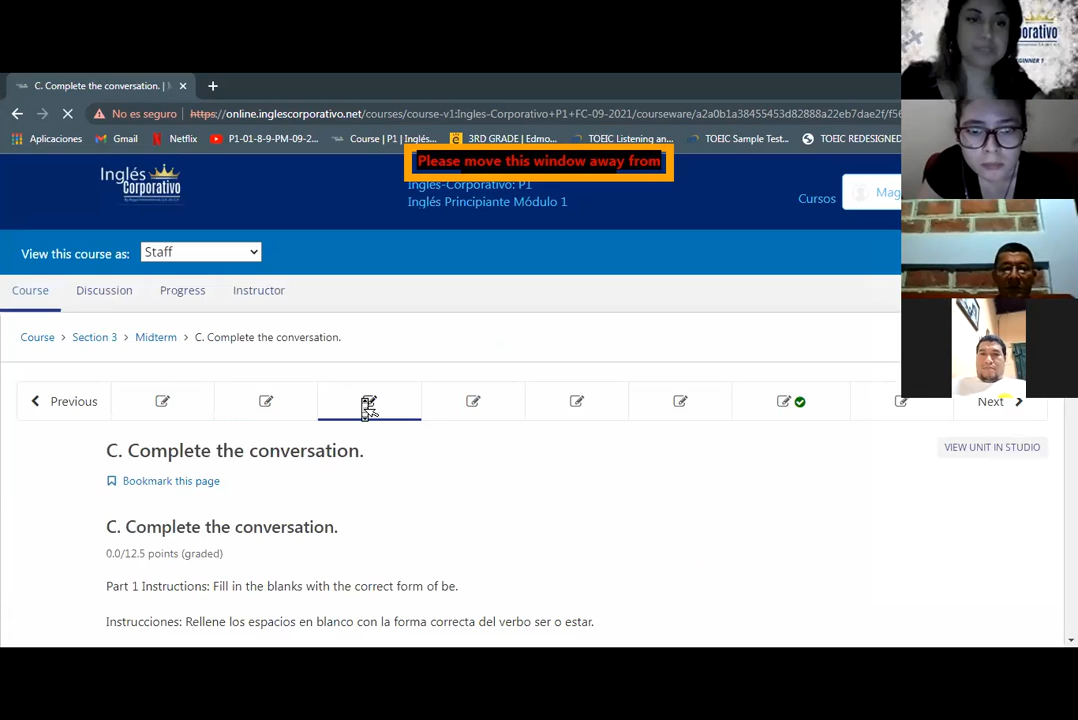 C. Complete the conversation. |
No es seguro
https://online.inglescorporativo.net/courses/course-v1:Ingles-Corporativo+P1+FC-09-2021/courseware/a2a0b1a38455453d82888a22eb7dae2f/f56
Aplicaciones
Gmail
Netflix
P1-01-8-9-PM-09-2...
Course | P1 | Inglés...
3RD GRADE | Edmo...
TOEIC Listening an...
TOEIC Sample Test...
TOEIC REDESIGNED
Please move this window away from
Inglés
Corporativo
Ingles-Corporativo: P1
Inglés Principiante Módulo 1
Cursos
Mag
View this course as:
Staff
Course
Discussion
Progress
Instructor
Course > Section 3 > Midterm > C. Complete the conversation.
Previous
Next
C. Complete the conversation.
VIEW UNIT IN STUDIO
Bookmark this page
C. Complete the conversation.
0.0/12.5 points (graded)
Part 1 Instructions: Fill in the blanks with the correct form of be.
Instrucciones: Rellene los espacios en blanco con la forma correcta del verbo ser o estar.
orativo